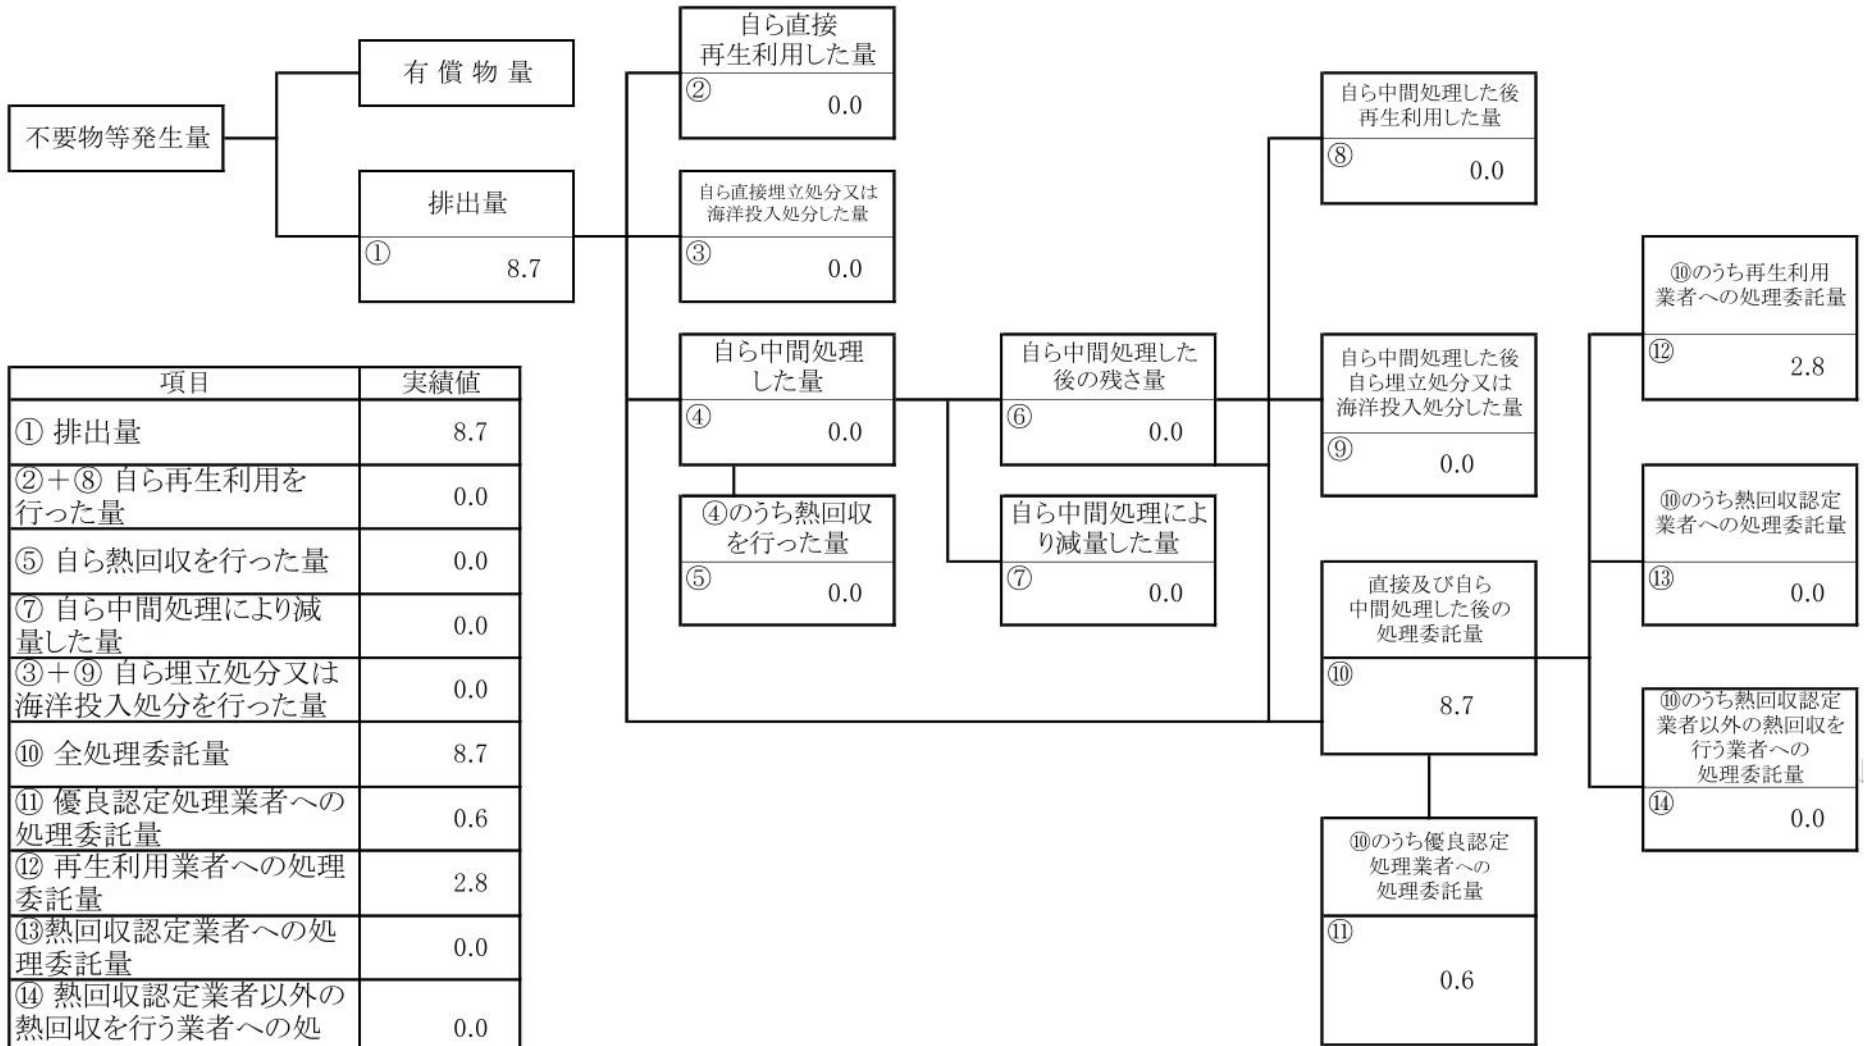 不要物等発生量
有 償 物 量
排出量
①
8.7
自ら直接
再生利用した量
②
0.0
自ら直接埋立処分又は
海洋投入処分した量
③
0.0
自ら中間処理
した量
④
0.0
④のうち熱回収
を行った量
⑤
0.0
自ら中間処理した
後の残さ量
⑥
0.0
自ら中間処理によ
り減量した量
⑦
0.0
自ら中間処理した後
再生利用した量
⑧
0.0
自ら中間処理した後
自ら埋立処分又は
海洋投入処分した量
⑨
0.0
直接及び自ら
中間処理した後の
処理委託量
⑩
8.7
⑩のうち優良認定
処理業者への
処理委託量
⑪
0.6
⑩のうち再生利用
業者への処理委託量
⑫
2.8
⑩のうち熱回収認定
業者への処理委託量
⑬
0.0
⑩のうち熱回収認定
業者以外の熱回収を
行う業者への
処理委託量
⑭
0.0
項目 実績値
① 排出量 8.7
②＋⑧ 自ら再生利用を
行った量 0.0
⑤ 自ら熱回収を行った量 0.0
⑦ 自ら中間処理により減
量した量 0.0
③＋⑨ 自ら埋立処分又は
海洋投入処分を行った量 0.0
⑩ 全処理委託量 8.7
⑪ 優良認定処理業者への
処理委託量 0.6
⑫ 再生利用業者への処理
委託量 2.8
⑬熱回収認定業者への処
理委託量 0.0
⑭ 熱回収認定業者以外の
熱回収を行う業者への処 0.0